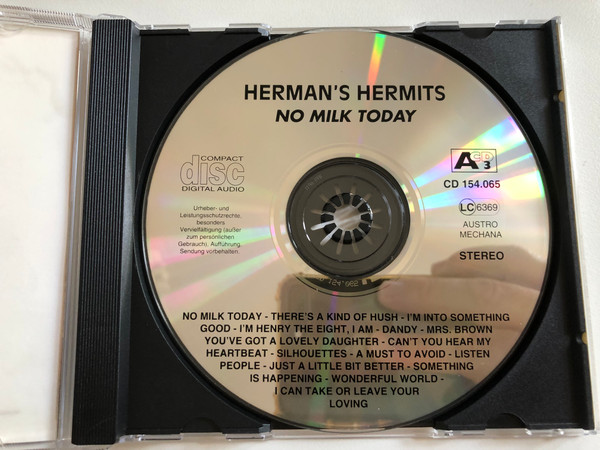 HERMAN'S HERMITS
NO MILK TODAY
COMPACT
disc
DIGITAL AUDIO
Urheber- und
Leistungsschutzrechte,
besonders
Vervielfältigung (außer
zum persönlichen
Gebrauch), Aufführung,
Sendung vorbehalten.
CD 154.065
LC 6369
AUSTRO
MECHANA
STEREO
NO MILK TODAY - THERE'S A KIND OF HUSH - I'M INTO SOMETHING
GOOD - I'M HENRY THE EIGHT, I AM - DANDY - MRS. BROWN
YOU'VE GOT A LOVELY DAUGHTER - CAN'T YOU HEAR MY
HEARTBEAT - SILHOUETTES - A MUST TO AVOID - LISTEN
PEOPLE - JUST A LITTLE BIT BETTER - SOMETHING
IS HAPPENING - WONDERFUL WORLD -
I CAN TAKE OR LEAVE YOUR
LOVING